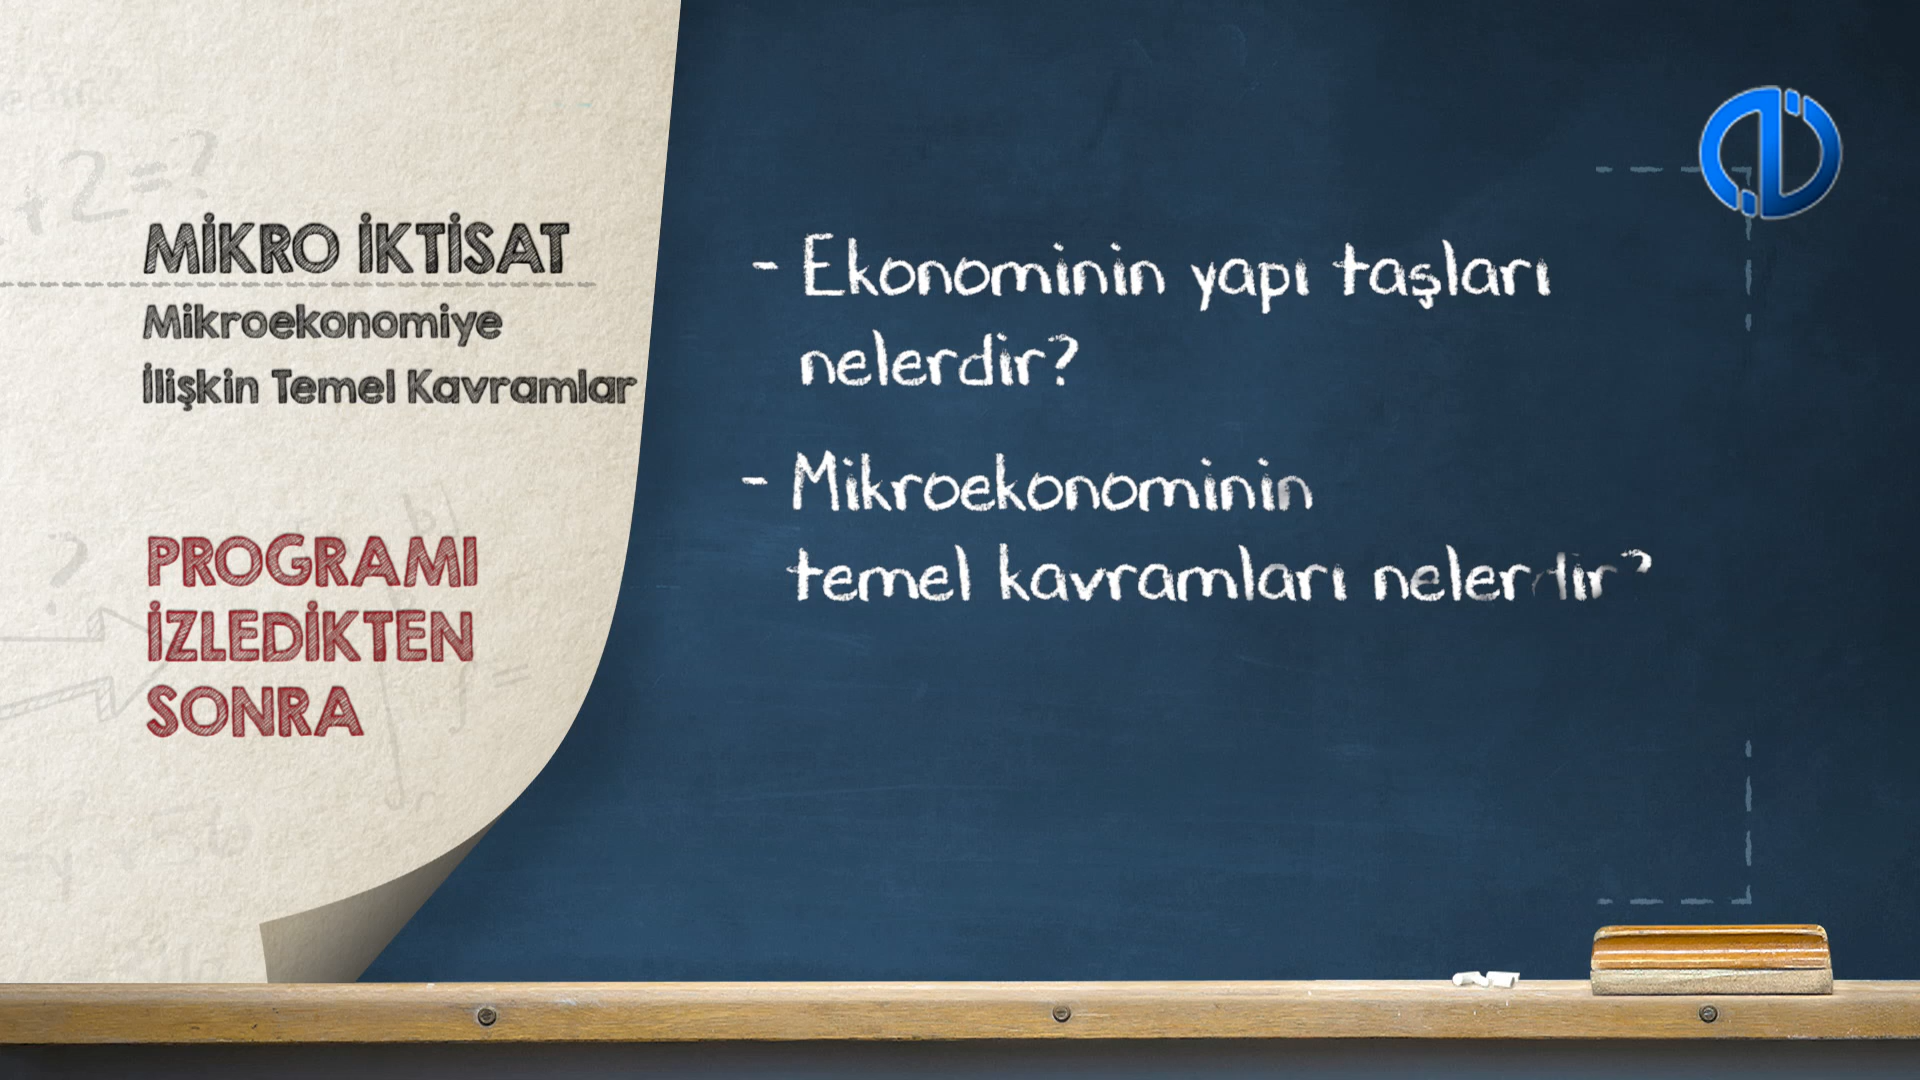 MİKRO İKTİSAT
Mikroekonomiye
İlişkin Temel Kavramlar
PROGRAMI
İZLEDİKTEN
SONRA
- Ekonominin yapı taşları
nelerdir?
- Mikroekonominin
temel kavramları nelerdir?